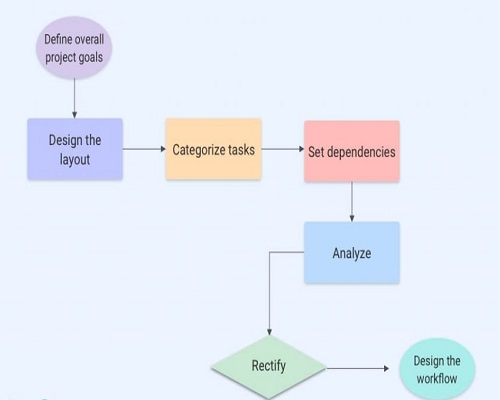 Define overall
project goals
Design the
layout
Categorize tasks
Set dependencies
Analyze
Rectify
Design the
workflow